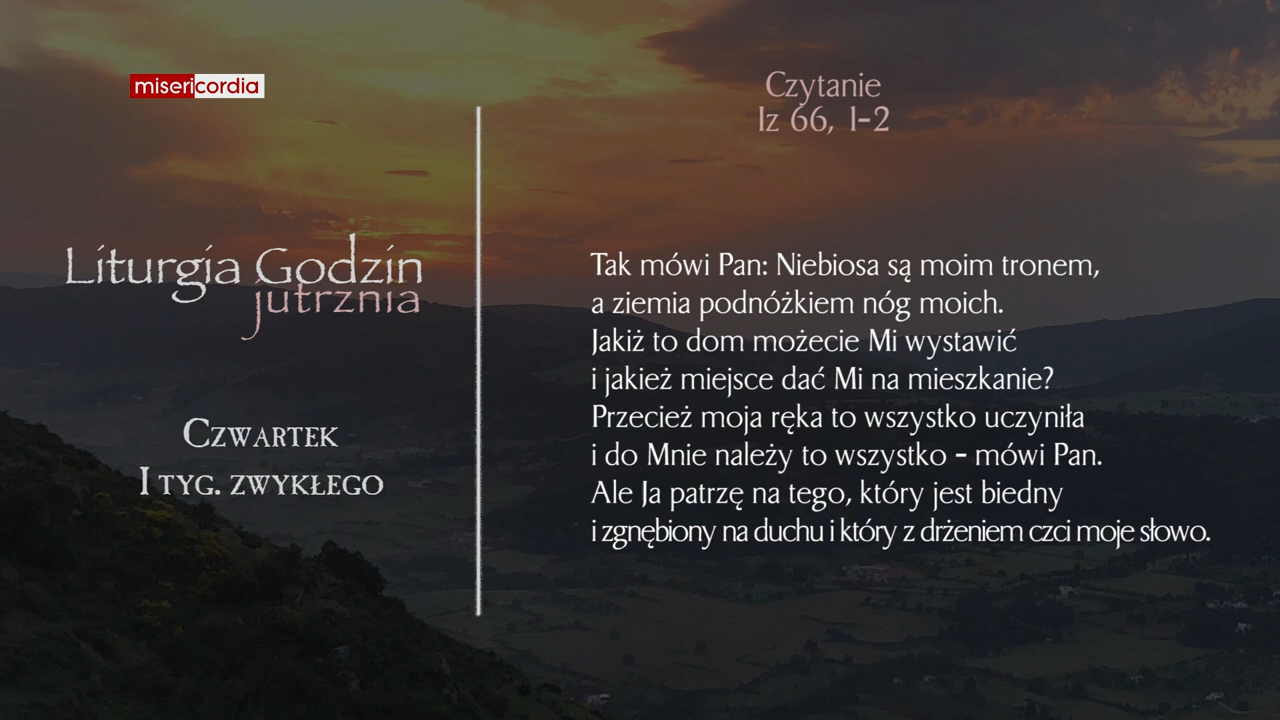 misericordia
Liturgia Godzin
jutrznia
Czwartek
I tyg. zwykłego
Czytanie
Iz 66, 1-2
Tak mówi Pan: Niebiosa są moim tronem,
a ziemia podnóżkiem nóg moich.
Jakiż to dom możecie Mi wystawić
i jakież miejsce dać Mi na mieszkanie?
Przecież moja ręka to wszystko uczyniła
i do Mnie należy to wszystko – mówi Pan.
Ale Ja patrzę na tego, który jest biedny
i zgnębiony na duchu i który z drżeniem czci moje słowo.